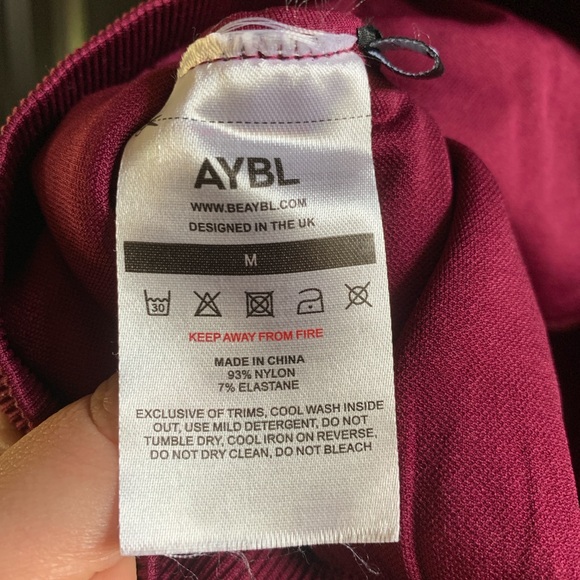 AYBL
WWW.BEAYBL.COM
DESIGNED IN THE UK
M
30
KEEP AWAY FROM FIRE
MADE IN CHINA
93% NYLON
7% ELASTANE
EXCLUSIVE OF TRIMS, COOL WASH INSIDE
OUT, USE MILD DETERGENT, DO NOT
TUMBLE DRY, COOL IRON ON REVERSE,
DO NOT DRY CLEAN, DO NOT BLEACH